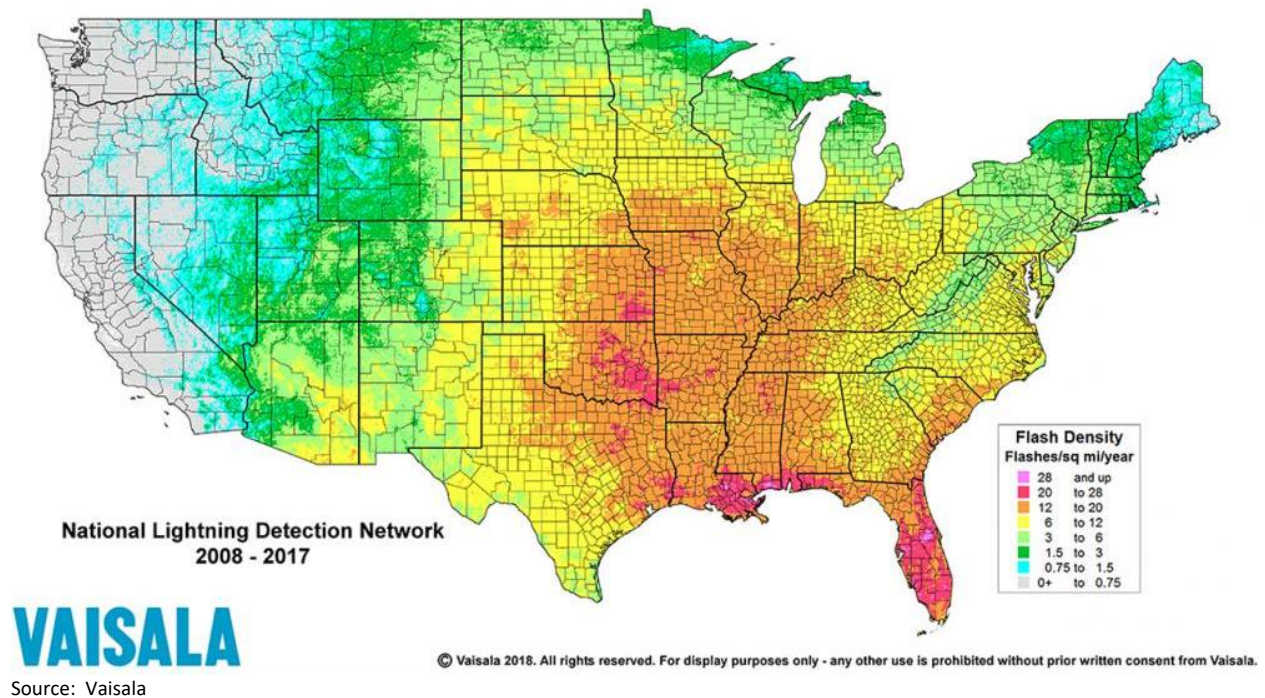 Flash Density
Flashes/sq mi/year
28 and up
20 to 28
12 to 20
6 to 12
3 to 6
1.5 to 3
0.75 to 1.5
0+ to 0.75
National Lightning Detection Network
2008 - 2017
VAISALA
© Vaisala 2018. All rights reserved. For display purposes only - any other use is prohibited without prior written consent from Vaisala.
Source: Vaisala